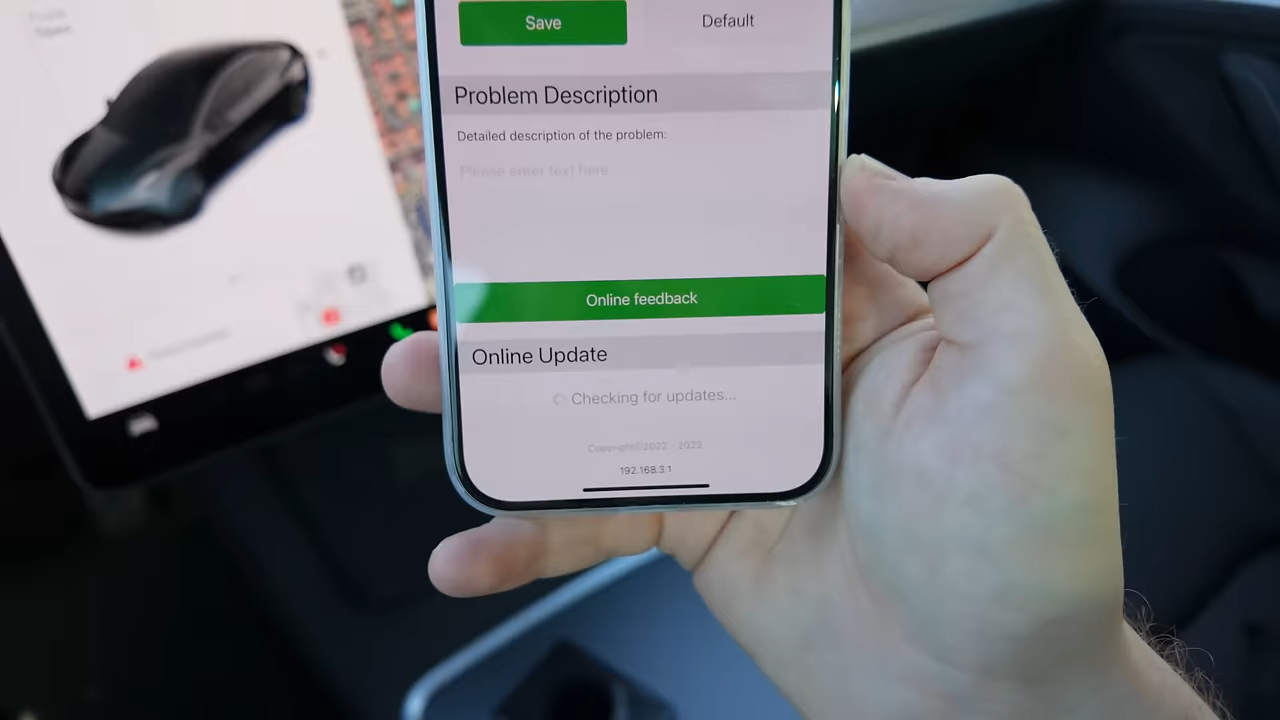 Save
Default
Problem Description
Detailed description of the problem:
Please enter text here
Online feedback
Online Update
Checking for updates...
Copyright©2022 - 2023
192.168.3.1